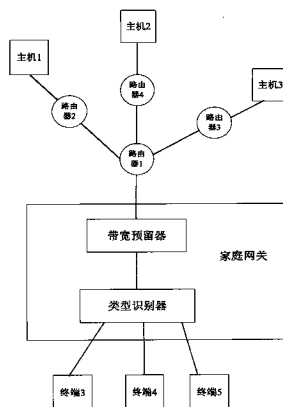 主机2
主机1
主机3
路由
器4
路由
器2
路由
器3
路由
器1
带宽预留器
家庭网关
类型识别器
终端3
终端4
终端5